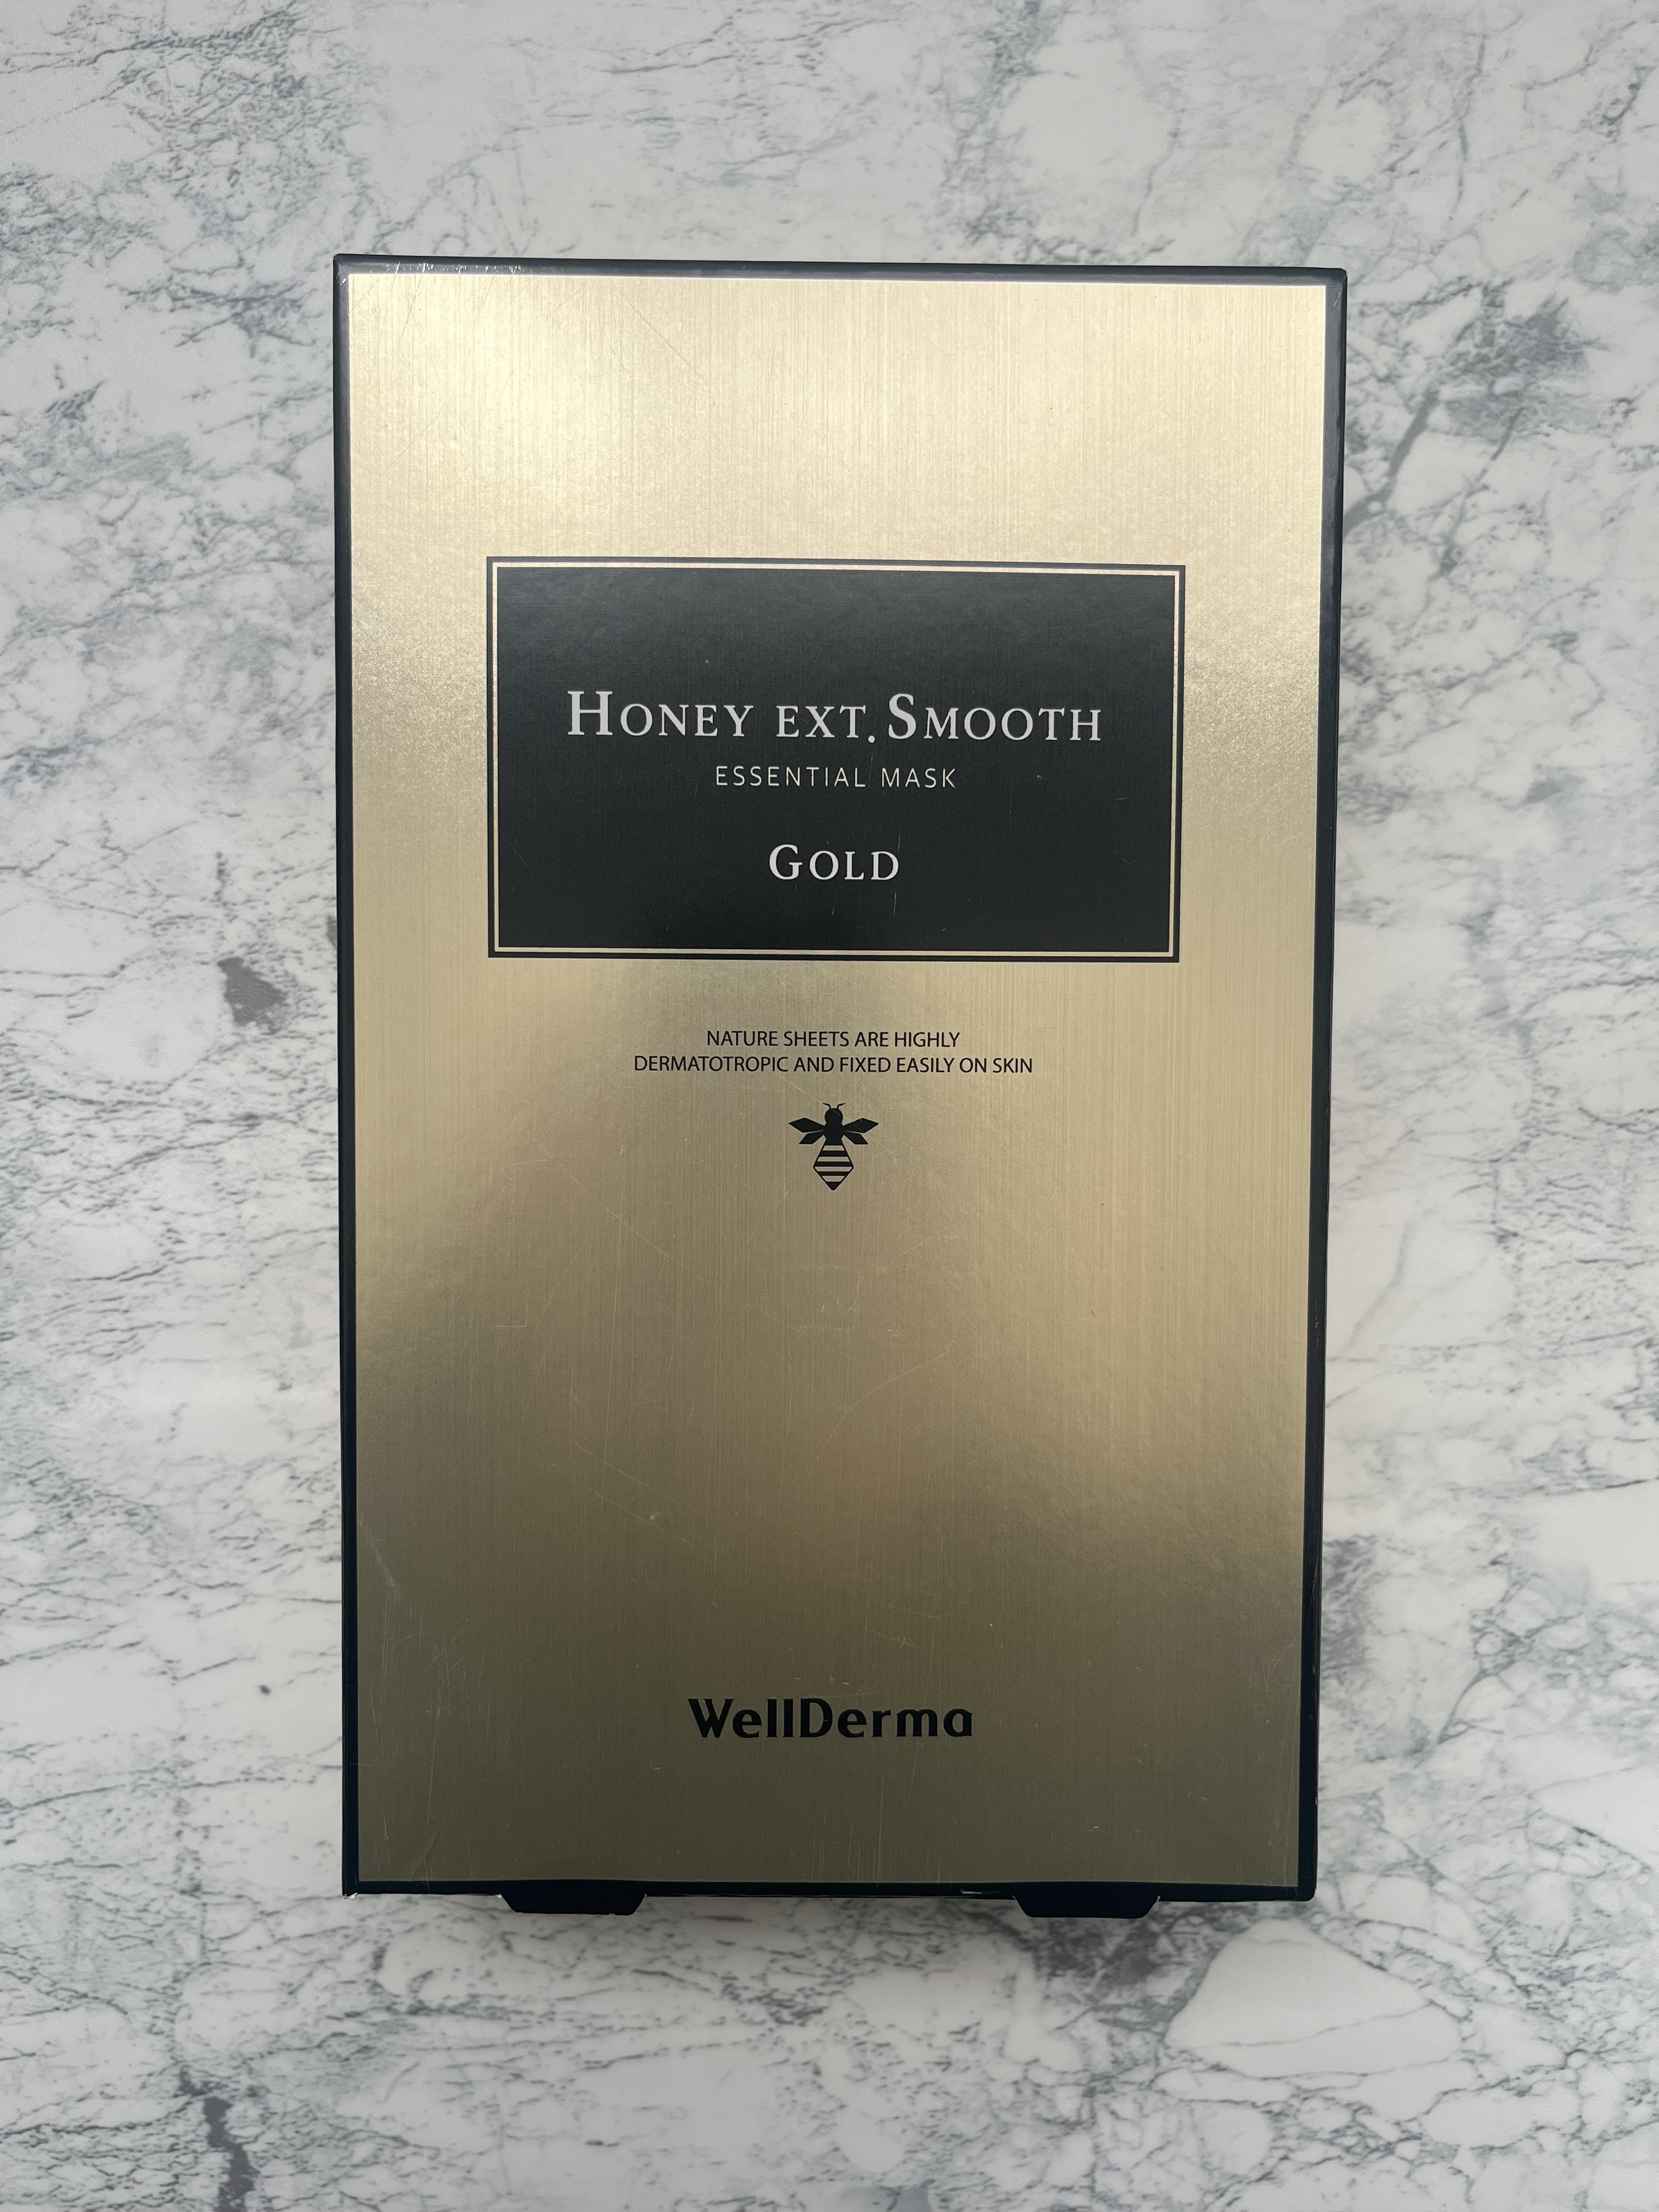 HONEY EXT. SMOOTH
ESSENTIAL MASK
GOLD
NATURE SHEETS ARE HIGHLY
DERMATOTROPIC AND FIXED EASILY ON SKIN
WellDerma